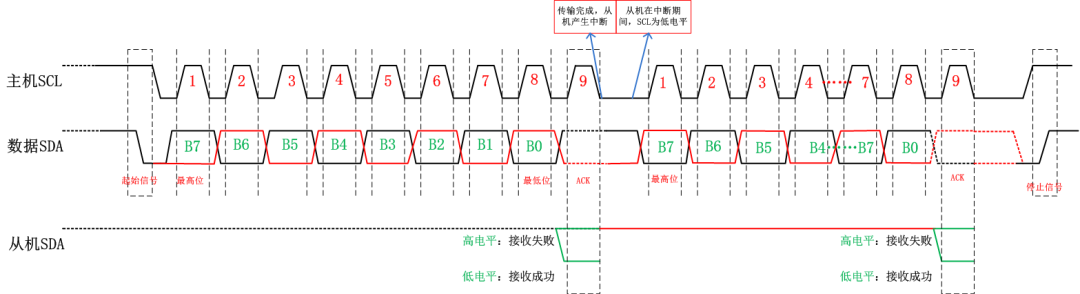 传输完成，从
机产生中断
从机在中断期
间，SCL为低电平
主机SCL
1 2 3 4 5 6 7 8 9 1 2 3 4 7 8 9
数据SDA
B7 B6 B5 B4 B3 B2 B1 B0 B7 B6 B5 B4 B7 B0
起始信号 最高位 最低位 ACK 最高位 ACK 停止信号
从机SDA
高电平：接收失败 高电平：接收失败
低电平：接收成功 低电平：接收成功